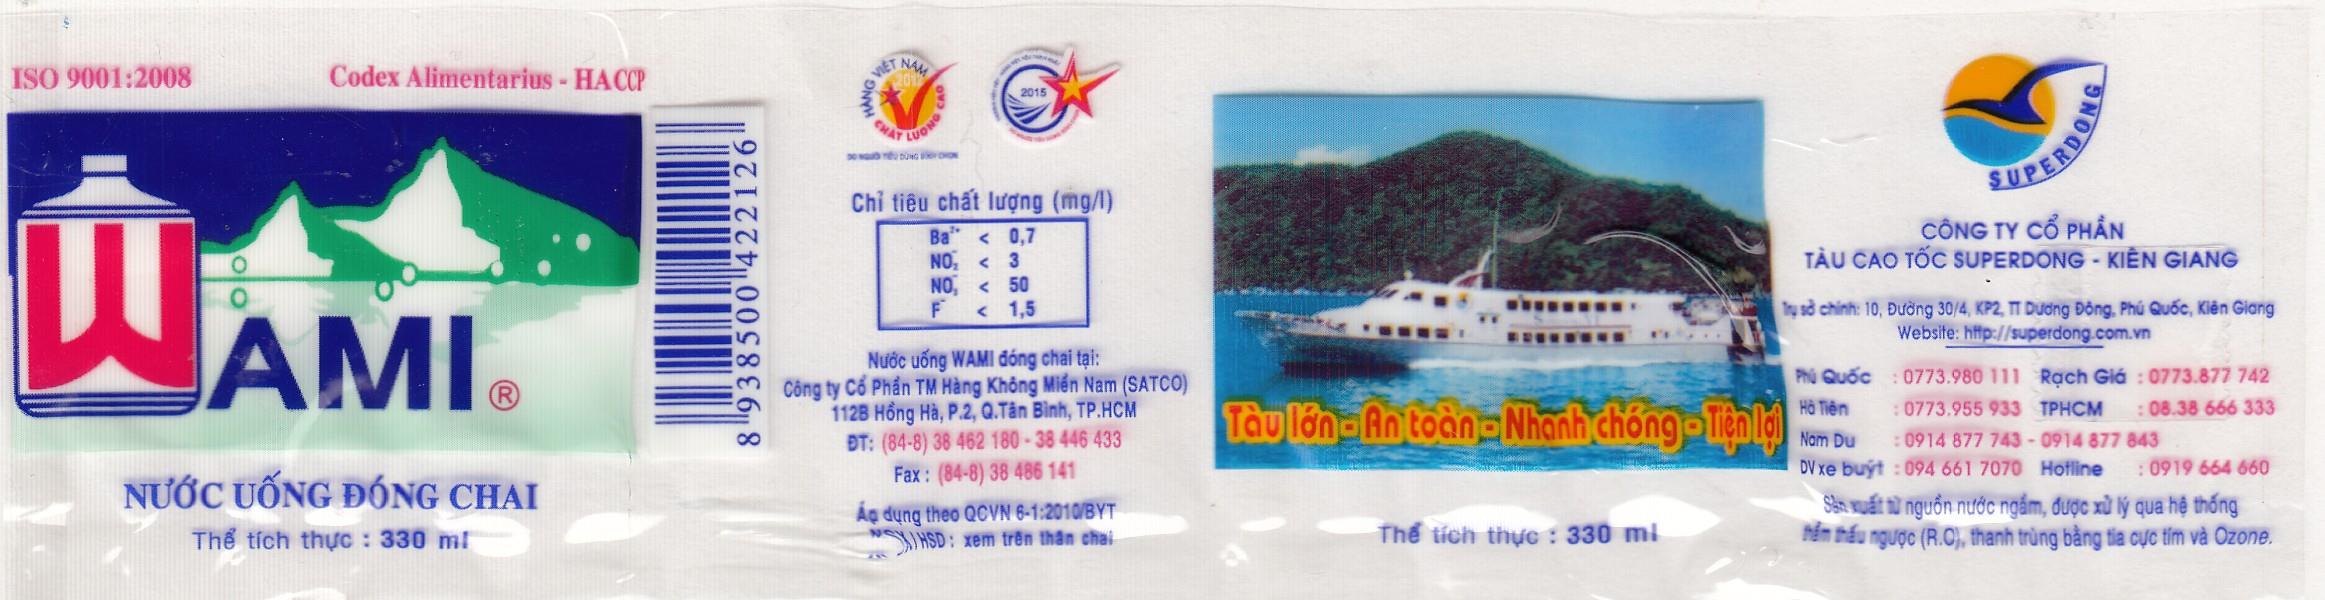 ISO 9001:2008
Codex Alimentarius - HACCP
WAMI ®
NƯỚC UỐNG ĐÓNG CHAI
Thể tích thực : 330 ml
8 938500 422126
HÀNG VIỆT NAM
2012
CHẤT LƯỢNG CAO
DO NGƯỜI TIÊU DÙNG BÌNH CHỌN
2015
Chỉ tiêu chất lượng (mg/l)
Ba²⁺ < 0,7
NO₂⁻ < 3
NO₃⁻ < 50
F⁻ < 1,5
Nước uống WAMI đóng chai tại:
Công ty Cổ Phần TM Hàng Không Miền Nam (SATCO)
112B Hồng Hà, P.2, Q.Tân Bình, TP.HCM
ĐT: (84-8) 38 462 180 - 38 446 433
Fax : (84-8) 38 486 141
Áp dụng theo QCVN 6-1:2010/BYT
NSX/HSD : xem trên thân chai
Tàu lớn - An toàn - Nhanh chóng - Tiện lợi
Thể tích thực : 330 ml
SUPERDONG
CÔNG TY CỔ PHẦN
TÀU CAO TỐC SUPERDONG - KIÊN GIANG
Trụ sở chính: 10, Đường 30/4, KP2, TT Dương Đông, Phú Quốc, Kiên Giang
Website: http://superdong.com.vn
Phú Quốc : 0773.980 111 Rạch Giá : 0773.877 742
Hà Tiên : 0773.955 933 TPHCM : 08.38 666 333
Nam Du : 0914 877 743 - 0914 877 843
DV xe buýt : 094 661 7070 Hotline : 0919 664 660
Sản xuất từ nguồn nước ngầm, được xử lý qua hệ thống
thẩm thấu ngược (R.O), thanh trùng bằng tia cực tím và Ozone.